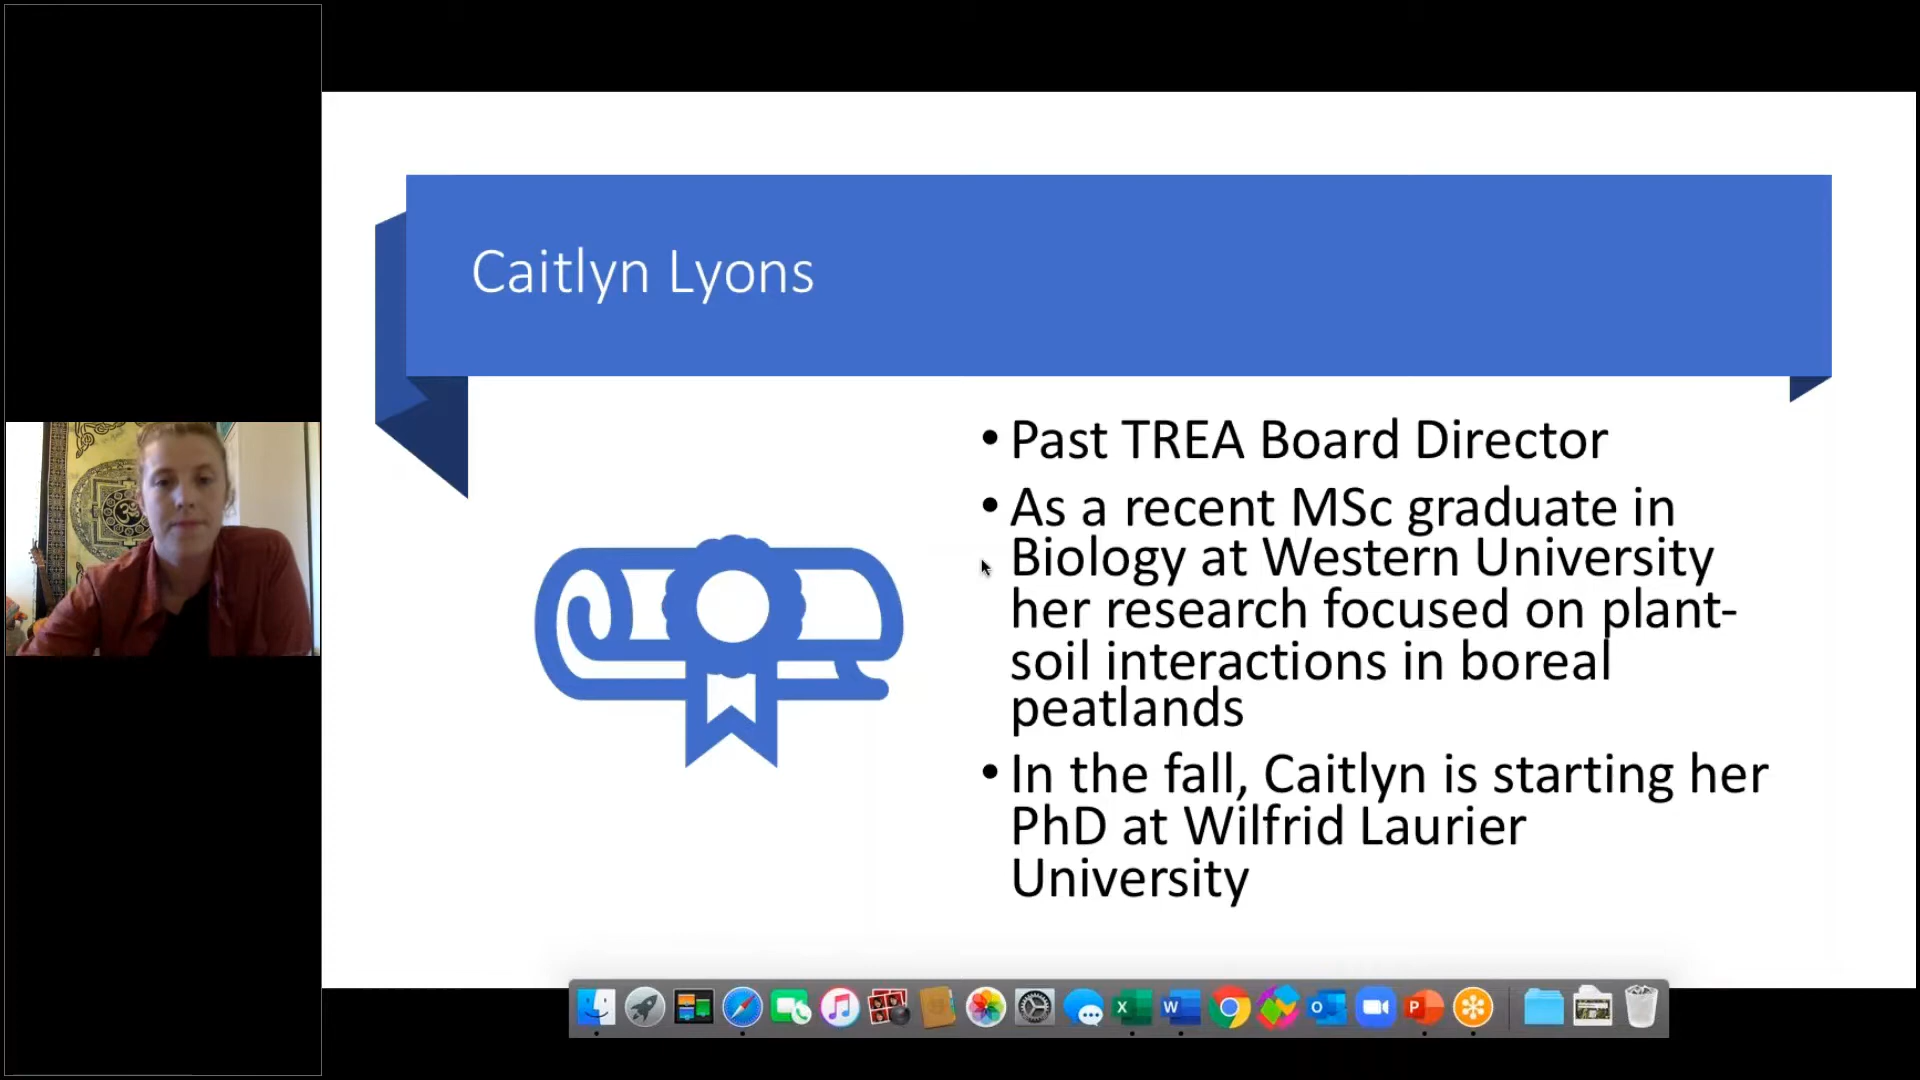 Caitlyn Lyons
• Past TREA Board Director
• As a recent MSc graduate in
Biology at Western University
her research focused on plant-
soil interactions in boreal
peatlands
• In the fall, Caitlyn is starting her
PhD at Wilfrid Laurier
University